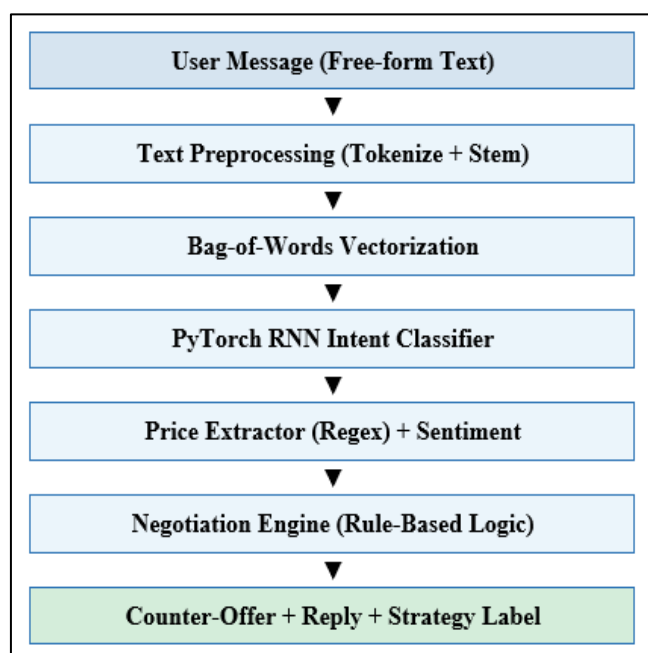 User Message (Free-form Text)
Text Preprocessing (Tokenize + Stem)
Bag-of-Words Vectorization
PyTorch RNN Intent Classifier
Price Extractor (Regex) + Sentiment
Negotiation Engine (Rule-Based Logic)
Counter-Offer + Reply + Strategy Label